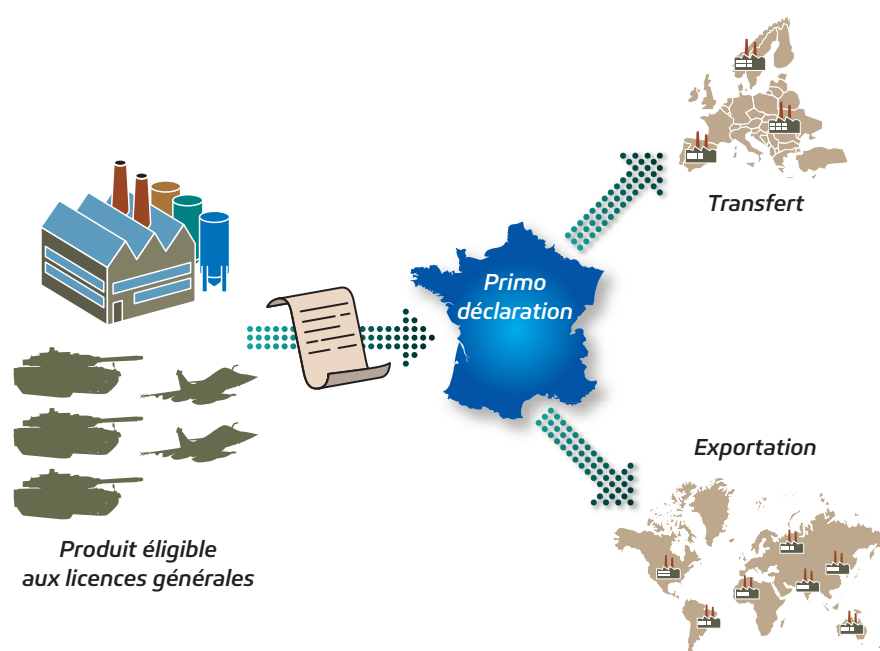 Transfert
Primo
déclaration
Exportation
Produit éligible
aux licences générales